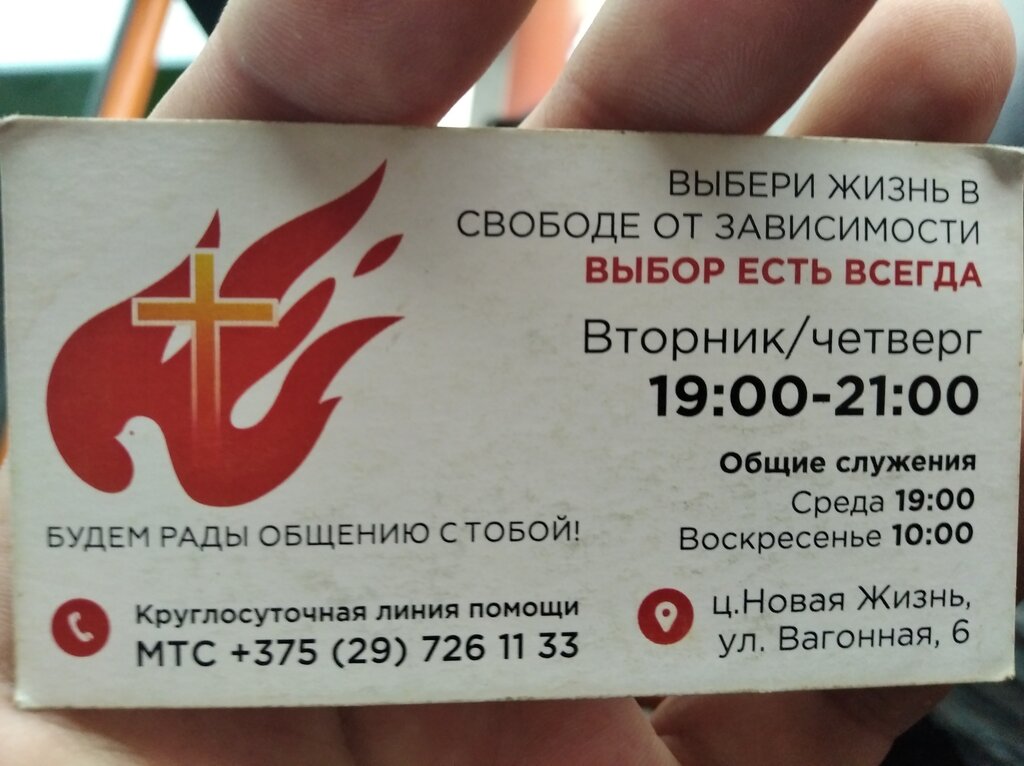 ВЫБЕРИ ЖИЗНЬ В
СВОБОДЕ ОТ ЗАВИСИМОСТИ
ВЫБОР ЕСТЬ ВСЕГДА
Вторник/четверг
19:00-21:00
Общие служения
Среда 19:00
Воскресенье 10:00
БУДЕМ РАДЫ ОБЩЕНИЮ С ТОБОЙ!
Круглосуточная линия помощи
МТС +375 (29) 726 11 33
ц.Новая Жизнь,
ул. Вагонная, 6